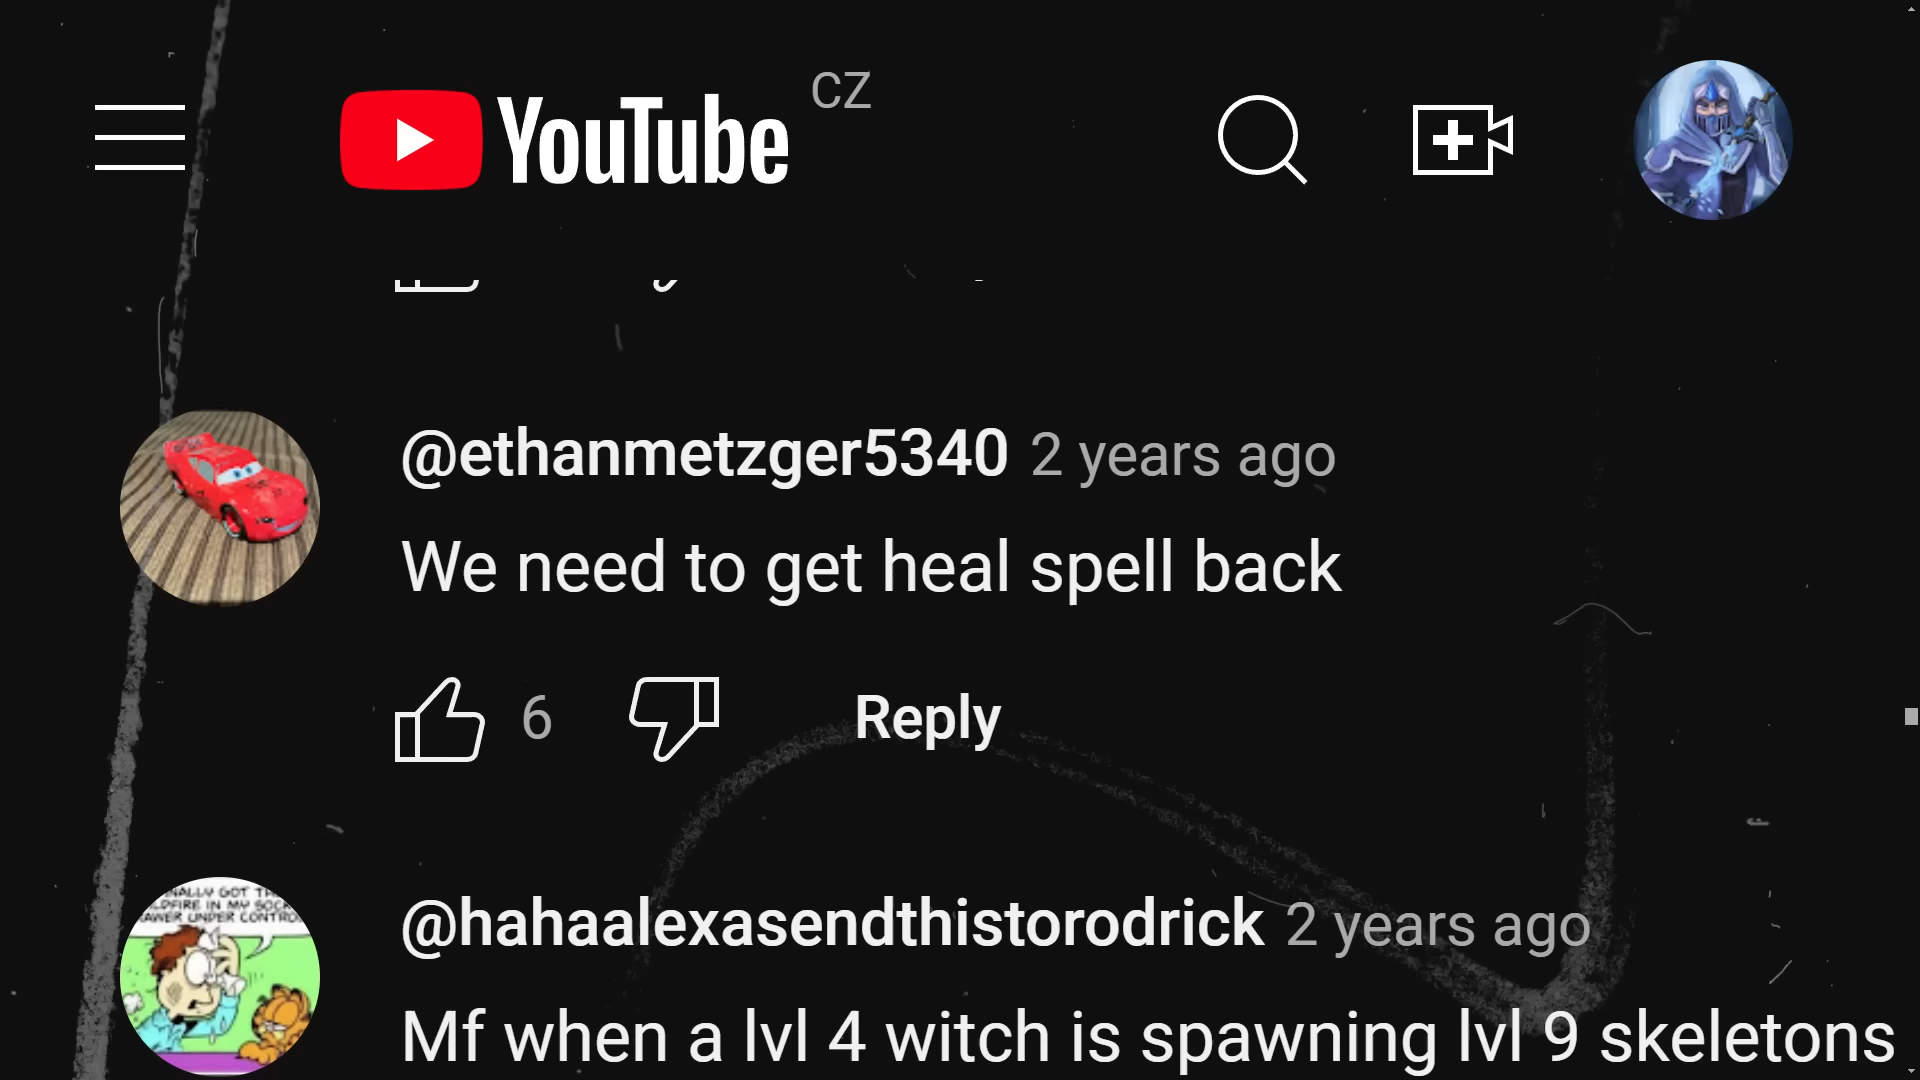 YouTube CZ
@ethanmetzger5340 2 years ago
We need to get heal spell back
6 Reply
@hahaalexasendthistorodrick 2 years ago
Mf when a lvl 4 witch is spawning lvl 9 skeletons